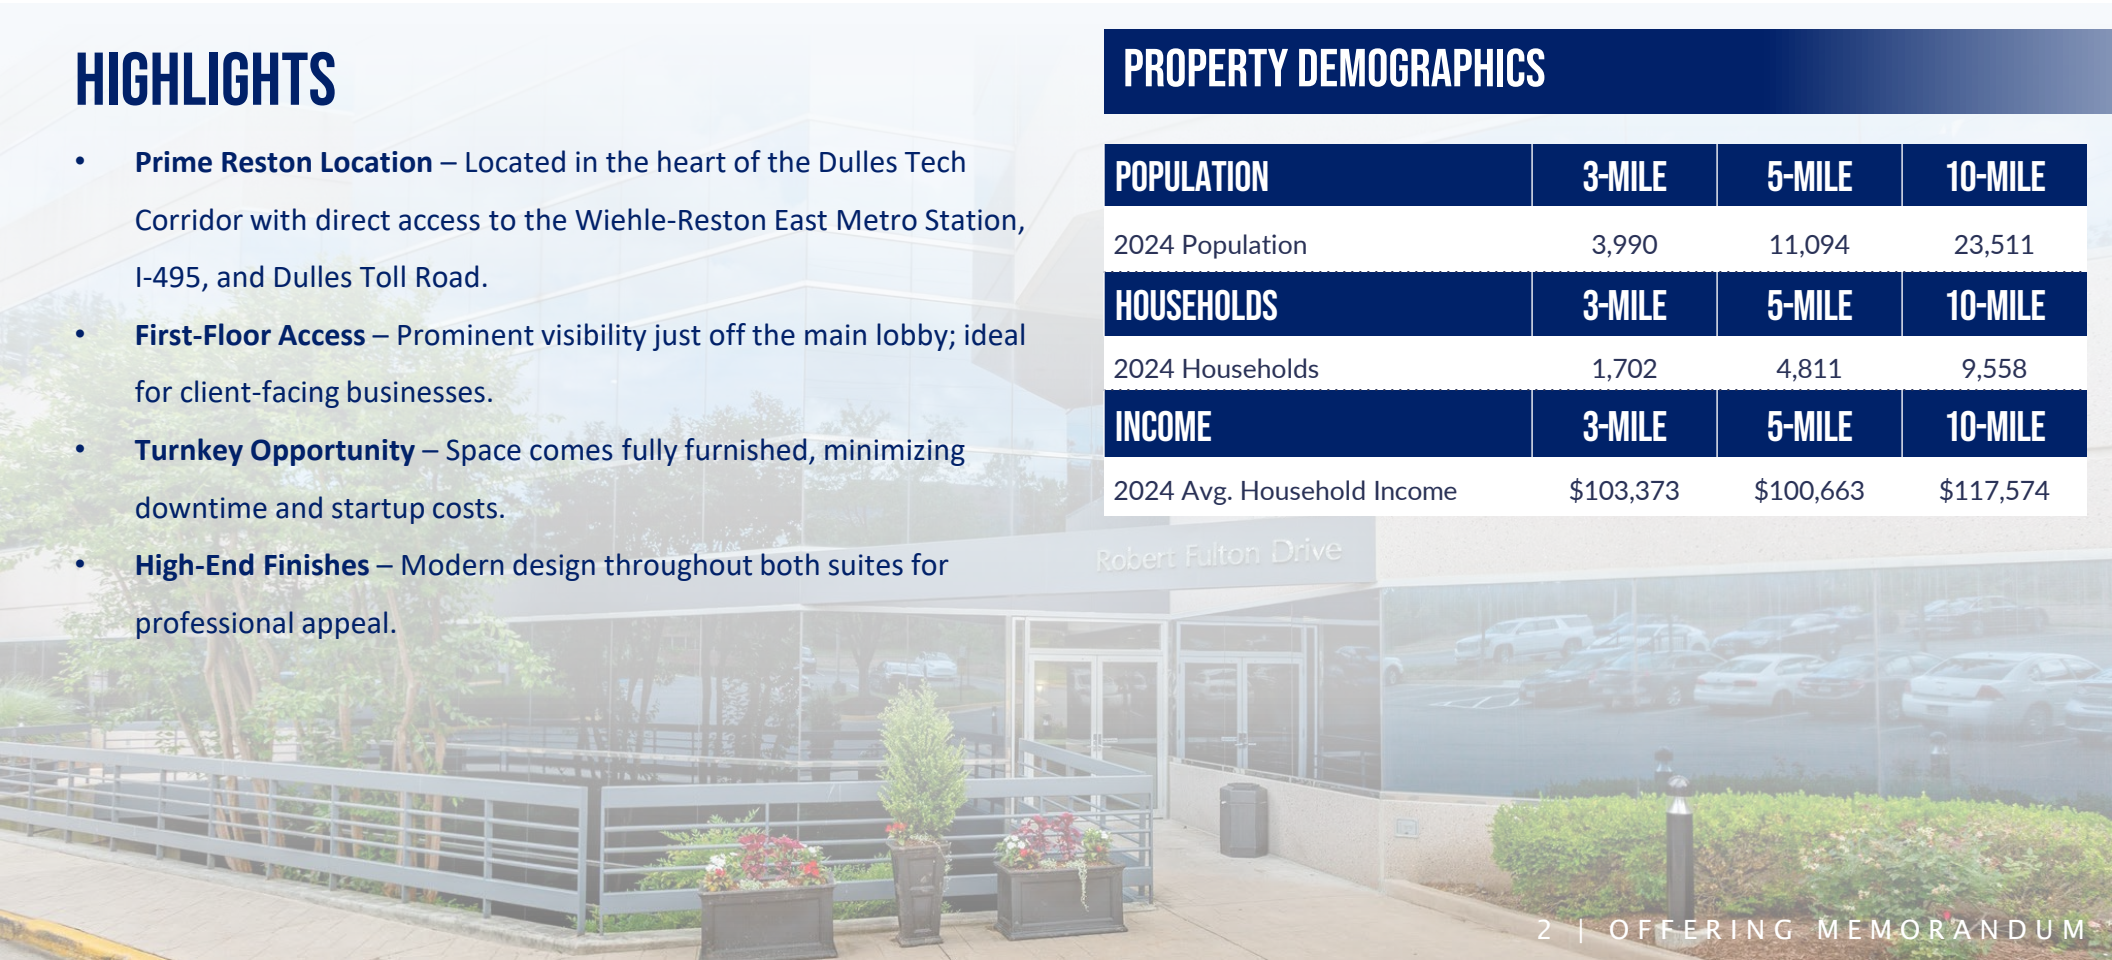 HIGHLIGHTS
• Prime Reston Location – Located in the heart of the Dulles Tech
Corridor with direct access to the Wiehle-Reston East Metro Station,
I-495, and Dulles Toll Road.
• First-Floor Access – Prominent visibility just off the main lobby; ideal
for client-facing businesses.
• Turnkey Opportunity – Space comes fully furnished, minimizing
downtime and startup costs.
• High-End Finishes – Modern design throughout both suites for
professional appeal.
PROPERTY DEMOGRAPHICS
POPULATION 3-MILE 5-MILE 10-MILE
2024 Population 3,990 11,094 23,511
HOUSEHOLDS 3-MILE 5-MILE 10-MILE
2024 Households 1,702 4,811 9,558
INCOME 3-MILE 5-MILE 10-MILE
2024 Avg. Household Income $103,373 $100,663 $117,574
Robert Fulton Drive
2 | OFFERING MEMORANDUM